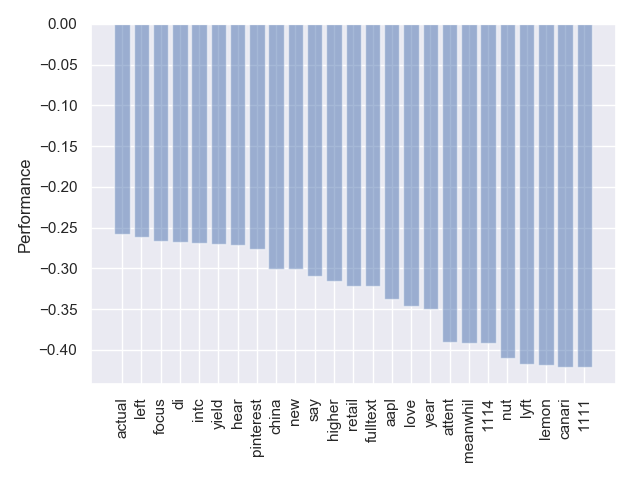 0.00
−0.05
−0.10
−0.15
−0.20
−0.25
−0.30
−0.35
−0.40
Performance
actual
left
focus
di
intc
yield
hear
pinterest
china
new
say
higher
retail
fulltext
aapl
love
year
attent
meanwhil
1114
nut
lyft
lemon
canari
1111